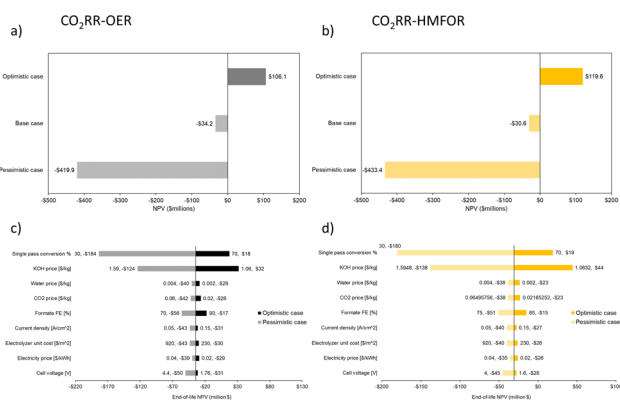 CO2RR-OER
CO2RR-HMFOR
a)
Optimistic case
$106.1
Base case
-$34.2
Pessimistic case
-$419.9
-$500 -$400 -$300 -$200 -$100 $0 $100 $200
NPV ($millions)
b)
Optimistic case
$119.6
Base case
-$30.6
Pessimistic case
-$433.4
-$500 -$400 -$300 -$200 -$100 $0 $100 $200
NPV ($millions)
c)
Single pass conversion % 30, -$184 70, $18
KOH price [$/kg] 1.59, -$124 1.06, $32
Water price [$/kg] 0.004, -$40 0.002, -$28
CO2 price [$/kg] 0.06, -$42 0.02, -$26
Formate FE [%] 70, -$56 90, -$17
Current density [A/cm^2] 0.05, -$43 0.15, -$31
Electrolyzer unit cost [$/m^2] 920, -$43 230, -$30
Electricity price [$/kWh] 0.04, -$39 0.02, -$29
Cell voltage [V] 4.4, -$50 1.76, -$31
Optimistic case
Pessimistic case
-$220 -$170 -$120 -$70 -$20 $30 $80 $130
End-of-life NPV (million $)
d)
30, -$180
Single pass conversion % 70, $19
KOH price [$/kg] 1.5948, -$138 1.0632, $44
Water price [$/kg] 0.004, -$38 0.002, -$23
CO2 price [$/kg] 0.06495756, -$38 0.02165252, -$23
Formate FE [%] 75, -$51 85, -$15
Current density [A/cm^2] 0.05, -$40 0.15, -$27
Electrolyzer unit cost [$/m^2] 920, -$40 230, -$26
Electricity price [$/kWh] 0.04, -$35 0.02, -$26
Cell voltage [V] 4, -$45 1.6, -$28
Optimistic case
Pessimistic case
-$200 -$150 -$100 -$50 $0 $50 $100
End-of-life NPV (million $)